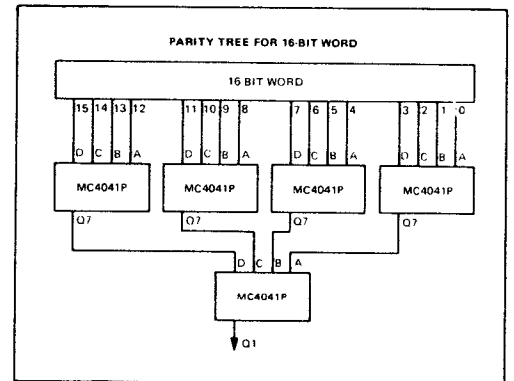 PARITY TREE FOR 16-BIT WORD
16 BIT WORD
15 14 13 12 11 10 9 8 7 6 5 4 3 2 1 0
D C B A D C B A D C B A D C B A
MC4041P MC4041P MC4041P MC4041P
Q7 Q7 Q7 Q7
D C B A
MC4041P
Q1